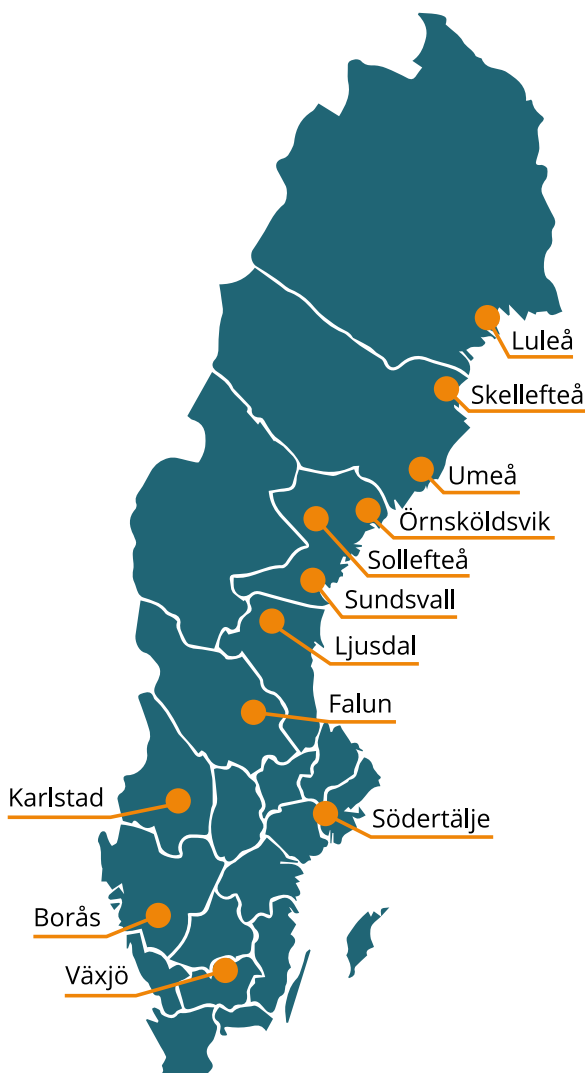 Luleå
Skellefteå
Umeå
Örnsköldsvik
Sollefteå
Sundsvall
Ljusdal
Falun
Karlstad
Södertälje
Borås
Växjö